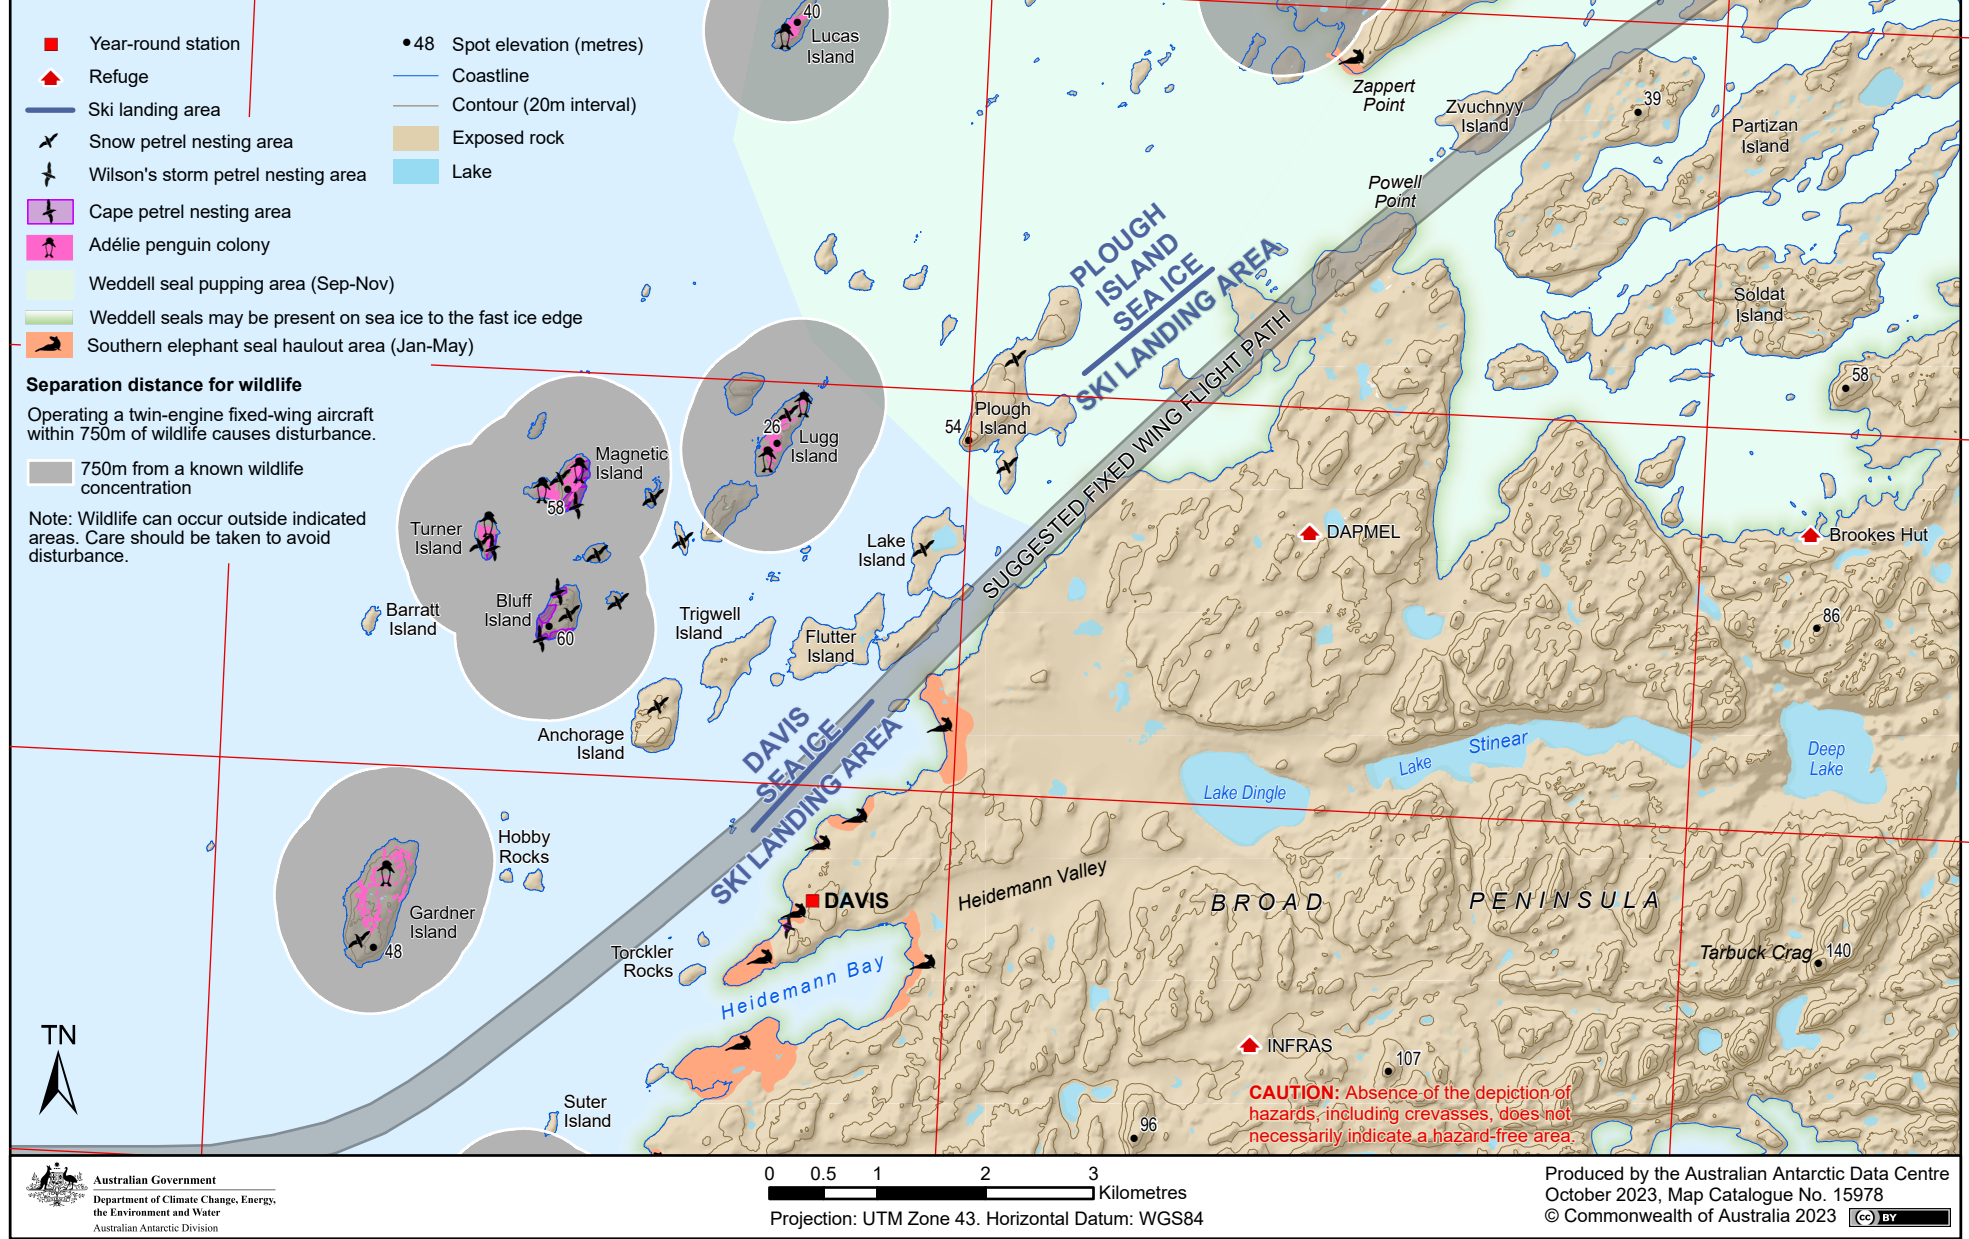 Year-round station
Refuge
Ski landing area
Snow petrel nesting area
Wilson's storm petrel nesting area
Cape petrel nesting area
Adélie penguin colony
Weddell seal pupping area (Sep-Nov)
Weddell seals may be present on sea ice to the fast ice edge
Southern elephant seal haulout area (Jan-May)
48 Spot elevation (metres)
Coastline
Contour (20m interval)
Exposed rock
Lake
Separation distance for wildlife
Operating a twin-engine fixed-wing aircraft
within 750m of wildlife causes disturbance.
750m from a known wildlife
concentration
Note: Wildlife can occur outside indicated
areas. Care should be taken to avoid
disturbance.
40
Lucas
Island
Zappert
Point
Zvuchnyy
Island
39
Partizan
Island
Powell
Point
PLOUGH
ISLAND
SEA ICE
SKI LANDING AREA
Soldat
Island
58
SUGGESTED FIXED WING FLIGHT PATH
54
Plough
Island
26
Lugg
Island
Magnetic
Island
58
Turner
Island
Lake
Island
DAPMEL
Brookes Hut
Barratt
Island
Bluff
Island
60
Trigwell
Island
Flutter
Island
86
Anchorage
Island
DAVIS
SEA ICE
SKI LANDING AREA
Lake Stinear
Deep
Lake
Lake Dingle
Hobby
Rocks
Gardner
Island
48
DAVIS
Heidemann Valley
BROAD PENINSULA
Tarbuck Crag
140
Torckler
Rocks
Heidemann Bay
TN
INFRAS
107
CAUTION: Absence of the depiction of
hazards, including crevasses, does not
necessarily indicate a hazard-free area.
Suter
Island
96
Australian Government
Department of Climate Change, Energy,
the Environment and Water
Australian Antarctic Division
0 0.5 1 2 3
Kilometres
Projection: UTM Zone 43. Horizontal Datum: WGS84
Produced by the Australian Antarctic Data Centre
October 2023, Map Catalogue No. 15978
© Commonwealth of Australia 2023
cc BY